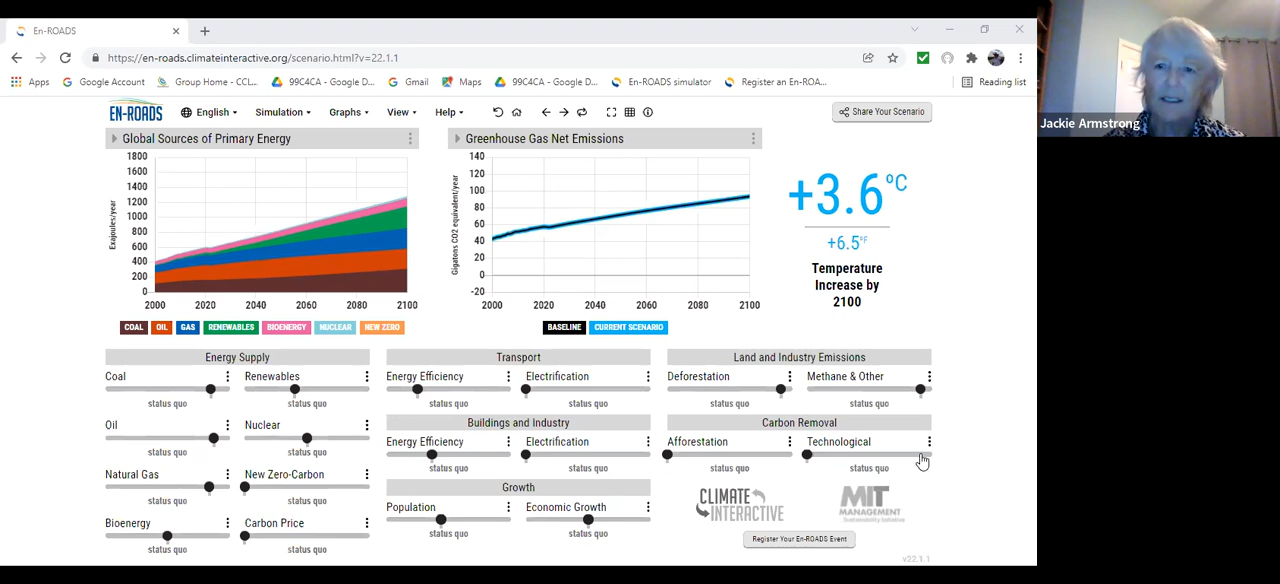 En-ROADS
https://en-roads.climateinteractive.org/scenario.html?v=22.1.1
Apps
Google Account
Group Home - CCL...
99C4CA - Google D...
Gmail
Maps
99C4CA - Google D...
En-ROADS simulator
Register an En-ROA...
Reading list
Jackie Armstrong
EN-ROADS
English
Simulation
Graphs
View
Help
Share Your Scenario
Global Sources of Primary Energy
1800
1600
1400
1200
1000
800
600
400
200
0
Exajoules/year
2000 2020 2040 2060 2080 2100
COAL OIL GAS RENEWABLES BIOENERGY NUCLEAR NEW ZERO
Greenhouse Gas Net Emissions
140
120
100
80
60
40
20
0
-20
Gigatons CO2 equivalent/year
2000 2020 2040 2060 2080 2100
BASELINE CURRENT SCENARIO
+3.6 °C
+6.5°F
Temperature
Increase by
2100
Energy Supply
Coal
status quo
Renewables
status quo
Oil
status quo
Nuclear
status quo
Natural Gas
status quo
New Zero-Carbon
status quo
Bioenergy
status quo
Carbon Price
status quo
Transport
Energy Efficiency
status quo
Electrification
status quo
Buildings and Industry
Energy Efficiency
status quo
Electrification
status quo
Growth
Population
status quo
Economic Growth
status quo
Land and Industry Emissions
Deforestation
status quo
Methane & Other
status quo
Carbon Removal
Afforestation
status quo
Technological
status quo
CLIMATE
INTERACTIVE
MIT
MANAGEMENT
Sustainability Initiative
Register Your En-ROADS Event
v22.1.1